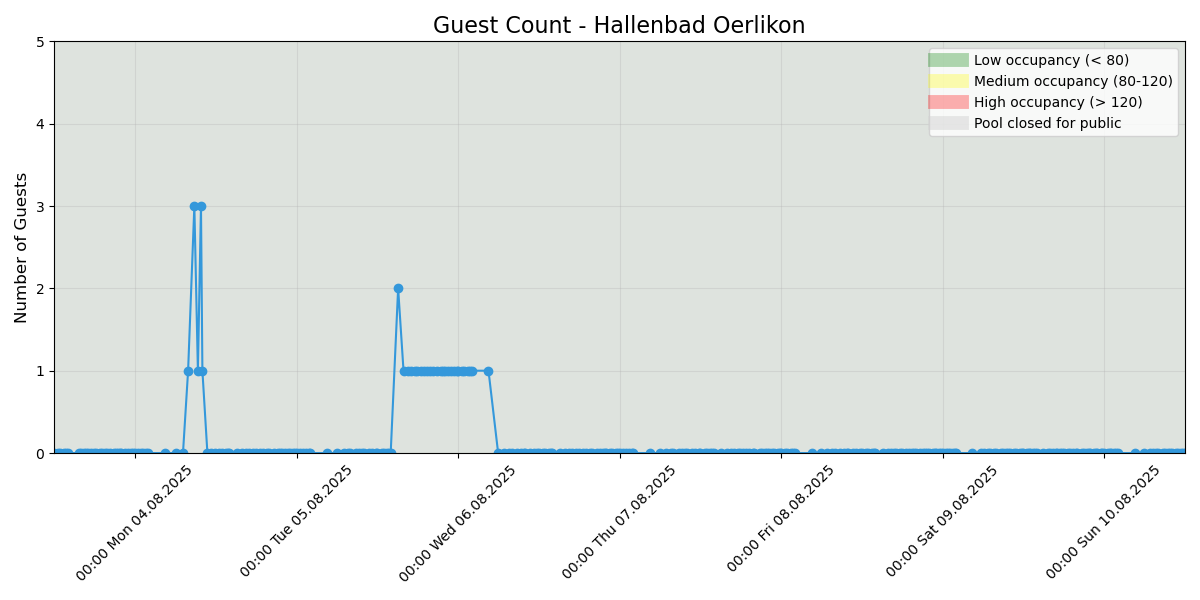 Guest Count - Hallenbad Oerlikon
Low occupancy (< 80)
Medium occupancy (80-120)
High occupancy (> 120)
Pool closed for public
Number of Guests
5
4
3
2
1
0
00:00 Mon 04.08.2025
00:00 Tue 05.08.2025
00:00 Wed 06.08.2025
00:00 Thu 07.08.2025
00:00 Fri 08.08.2025
00:00 Sat 09.08.2025
00:00 Sun 10.08.2025